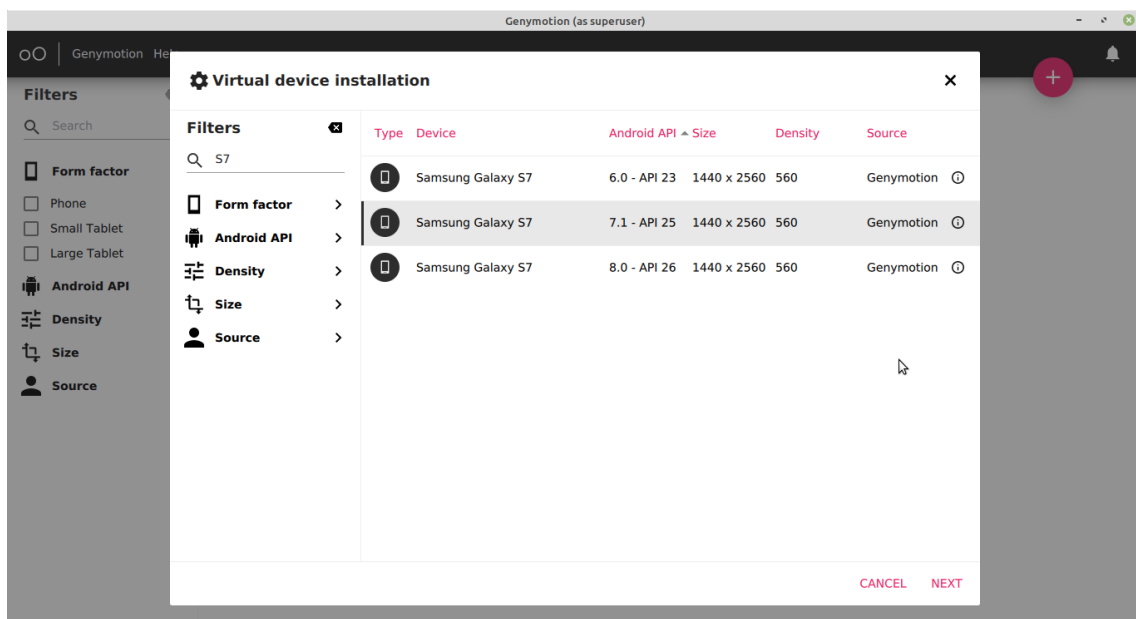 Genymotion (as superuser)
Genymotion He
Filters
Search
Form factor
Phone
Small Tablet
Large Tablet
Android API
Density
Size
Source
Virtual device installation
Filters
S7
Form factor
Android API
Density
Size
Source
Type Device Android API Size Density Source
Samsung Galaxy S7 6.0 - API 23 1440 x 2560 560 Genymotion
Samsung Galaxy S7 7.1 - API 25 1440 x 2560 560 Genymotion
Samsung Galaxy S7 8.0 - API 26 1440 x 2560 560 Genymotion
CANCEL NEXT